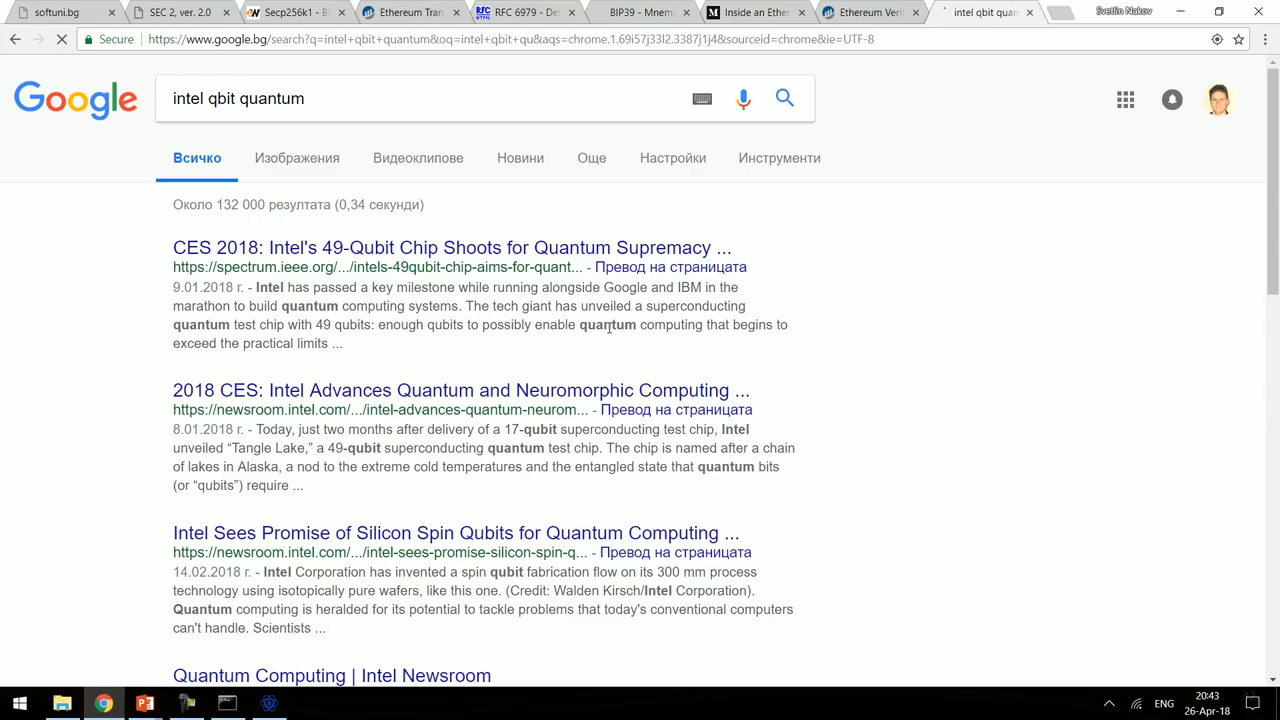 softuni.bg
SEC 2, ver. 2.0
Secp256k1 - Bi
Ethereum Tran
RFC 6979 - De
BIP39 - Mnem
Inside an Ether
Ethereum Veri
intel qbit quan
Svetlin Nakov
Secure
https://www.google.bg/search?q=intel+qbit+quantum&oq=intel+qbit+qu&aqs=chrome.1.69i57j33l2.3387j1j4&sourceid=chrome&ie=UTF-8
Google
intel qbit quantum
Всичко Изображения Видеоклипове Новини Още Настройки Инструменти
Около 132 000 резултата (0,34 секунди)
CES 2018: Intel's 49-Qubit Chip Shoots for Quantum Supremacy ...
https://spectrum.ieee.org/.../intels-49qubit-chip-aims-for-quant... - Превод на страницата
9.01.2018 г. - Intel has passed a key milestone while running alongside Google and IBM in the
marathon to build quantum computing systems. The tech giant has unveiled a superconducting
quantum test chip with 49 qubits: enough qubits to possibly enable quantum computing that begins to
exceed the practical limits ...
2018 CES: Intel Advances Quantum and Neuromorphic Computing ...
https://newsroom.intel.com/.../intel-advances-quantum-neurom... - Превод на страницата
8.01.2018 г. - Today, just two months after delivery of a 17-qubit superconducting test chip, Intel
unveiled “Tangle Lake,” a 49-qubit superconducting quantum test chip. The chip is named after a chain
of lakes in Alaska, a nod to the extreme cold temperatures and the entangled state that quantum bits
(or “qubits”) require ...
Intel Sees Promise of Silicon Spin Qubits for Quantum Computing ...
https://newsroom.intel.com/.../intel-sees-promise-silicon-spin-q... - Превод на страницата
14.02.2018 г. - Intel Corporation has invented a spin qubit fabrication flow on its 300 mm process
technology using isotopically pure wafers, like this one. (Credit: Walden Kirsch/Intel Corporation).
Quantum computing is heralded for its potential to tackle problems that today's conventional computers
can't handle. Scientists ...
Quantum Computing | Intel Newsroom
ENG
20:43
26-Apr-18